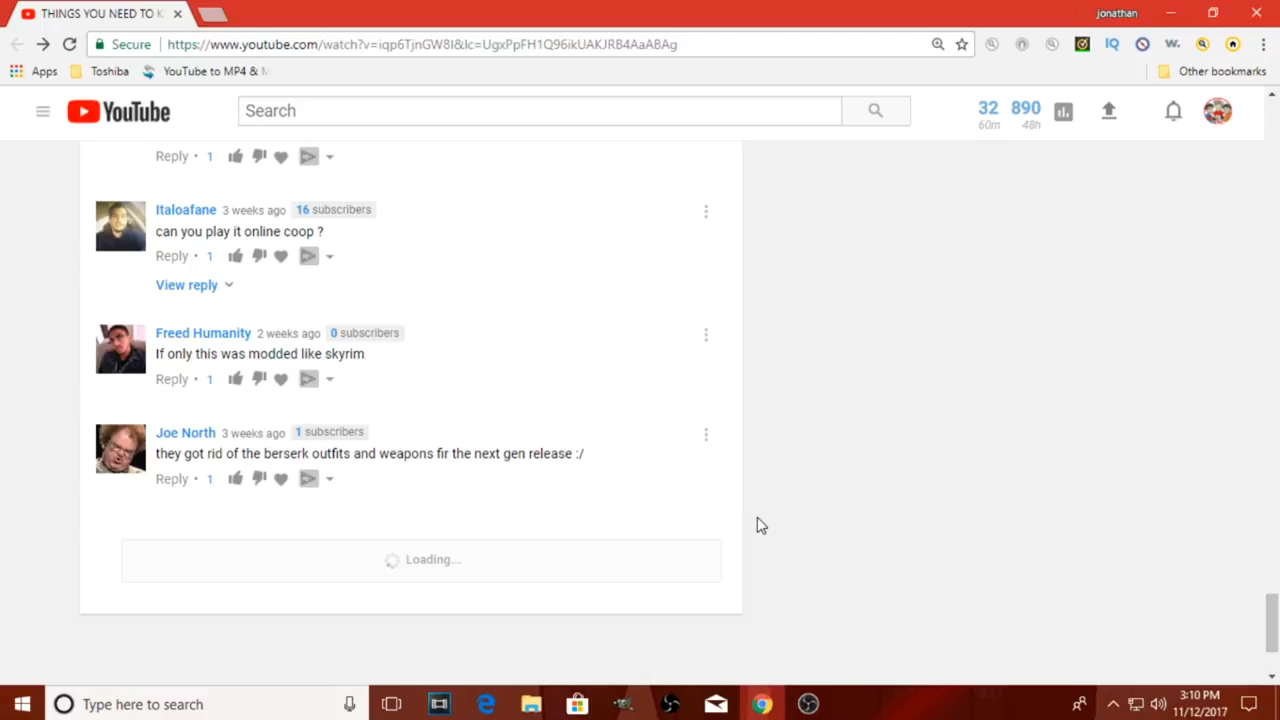 THINGS YOU NEED TO K
jonathan
Secure
https://www.youtube.com/watch?v=iqp6TjnGW8I&lc=UgxPpFH1Q96ikUAKJRB4AaABAg
IQ
W.
Apps
Toshiba
YouTube to MP4 & M
Other bookmarks
YouTube
Search
32
890
60m
48h
Reply • 1
Italoafane 3 weeks ago 16 subscribers
can you play it online coop ?
Reply • 1
View reply
Freed Humanity 2 weeks ago 0 subscribers
If only this was modded like skyrim
Reply • 1
Joe North 3 weeks ago 1 subscribers
they got rid of the berserk outfits and weapons fir the next gen release :/
Reply • 1
Loading...
Type here to search
3:10 PM
11/12/2017